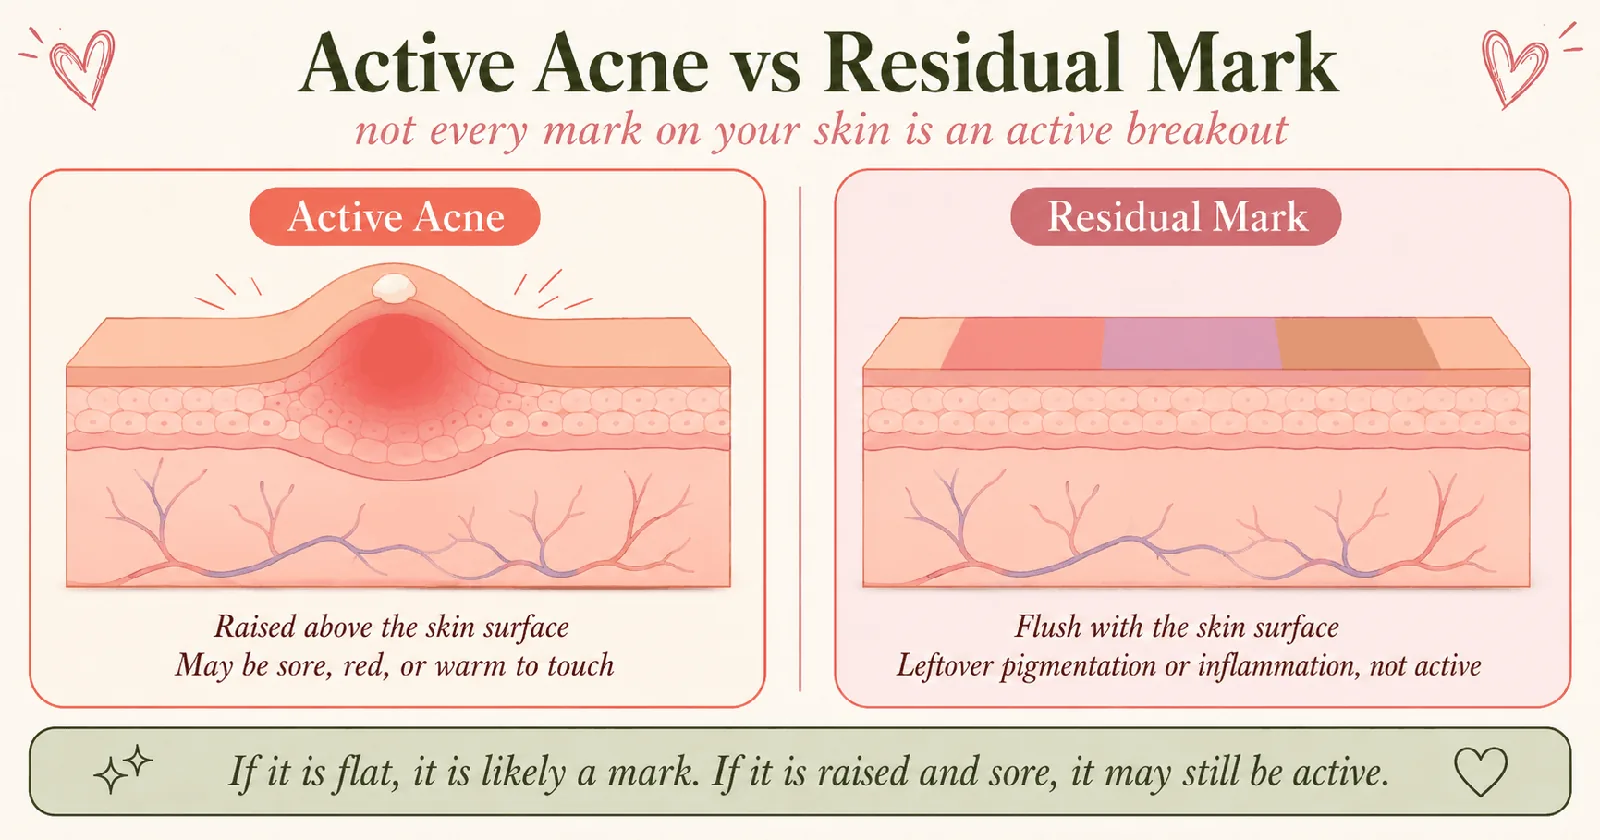 Active Acne vs Residual Mark
not every mark on your skin is an active breakout
Active Acne
Raised above the skin surface
May be sore, red, or warm to touch
Residual Mark
Flush with the skin surface
Leftover pigmentation or inflammation, not active
If it is flat, it is likely a mark. If it is raised and sore, it may still be active.